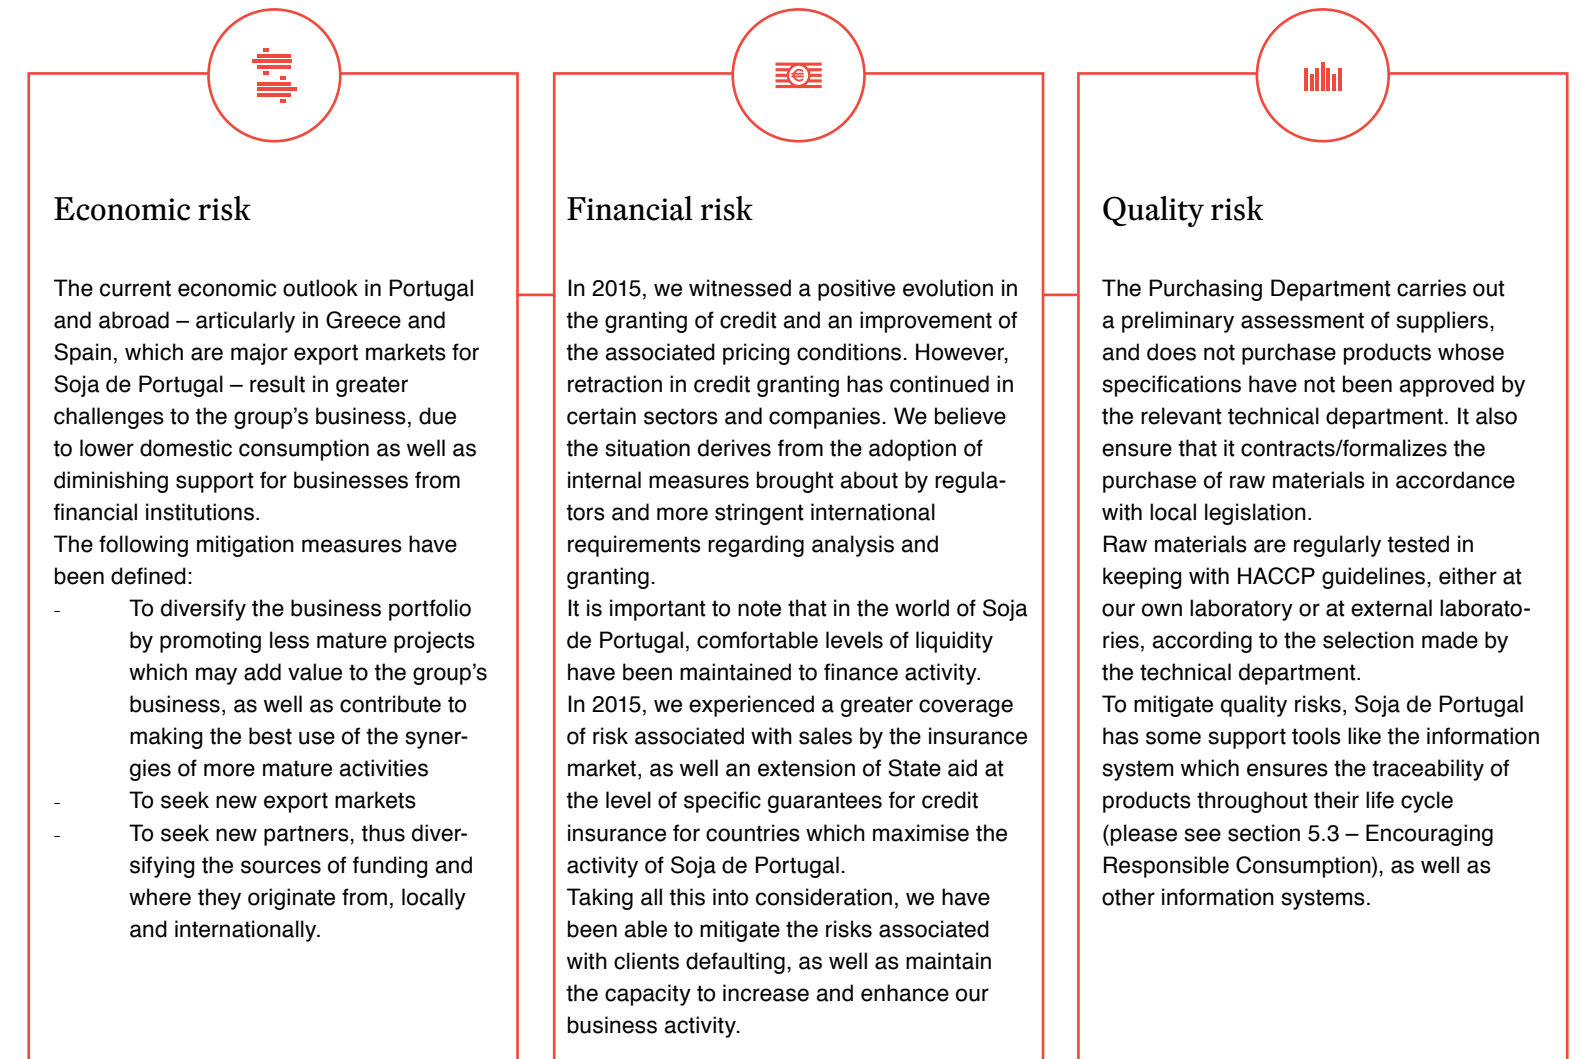 Economic risk
The current economic outlook in Portugal
and abroad – articularly in Greece and
Spain, which are major export markets for
Soja de Portugal – result in greater
challenges to the group’s business, due
to lower domestic consumption as well as
diminishing support for businesses from
financial institutions.
The following mitigation measures have
been defined:
- To diversify the business portfolio
by promoting less mature projects
which may add value to the group’s
business, as well as contribute to
making the best use of the syner-
gies of more mature activities
- To seek new export markets
- To seek new partners, thus diver-
sifying the sources of funding and
where they originate from, locally
and internationally.
Financial risk
In 2015, we witnessed a positive evolution in
the granting of credit and an improvement of
the associated pricing conditions. However,
retraction in credit granting has continued in
certain sectors and companies. We believe
the situation derives from the adoption of
internal measures brought about by regula-
tors and more stringent international
requirements regarding analysis and
granting.
It is important to note that in the world of Soja
de Portugal, comfortable levels of liquidity
have been maintained to finance activity.
In 2015, we experienced a greater coverage
of risk associated with sales by the insurance
market, as well an extension of State aid at
the level of specific guarantees for credit
insurance for countries which maximise the
activity of Soja de Portugal.
Taking all this into consideration, we have
been able to mitigate the risks associated
with clients defaulting, as well as maintain
the capacity to increase and enhance our
business activity.
Quality risk
The Purchasing Department carries out
a preliminary assessment of suppliers,
and does not purchase products whose
specifications have not been approved by
the relevant technical department. It also
ensure that it contracts/formalizes the
purchase of raw materials in accordance
with local legislation.
Raw materials are regularly tested in
keeping with HACCP guidelines, either at
our own laboratory or at external laborato-
ries, according to the selection made by
the technical department.
To mitigate quality risks, Soja de Portugal
has some support tools like the information
system which ensures the traceability of
products throughout their life cycle
(please see section 5.3 – Encouraging
Responsible Consumption), as well as
other information systems.